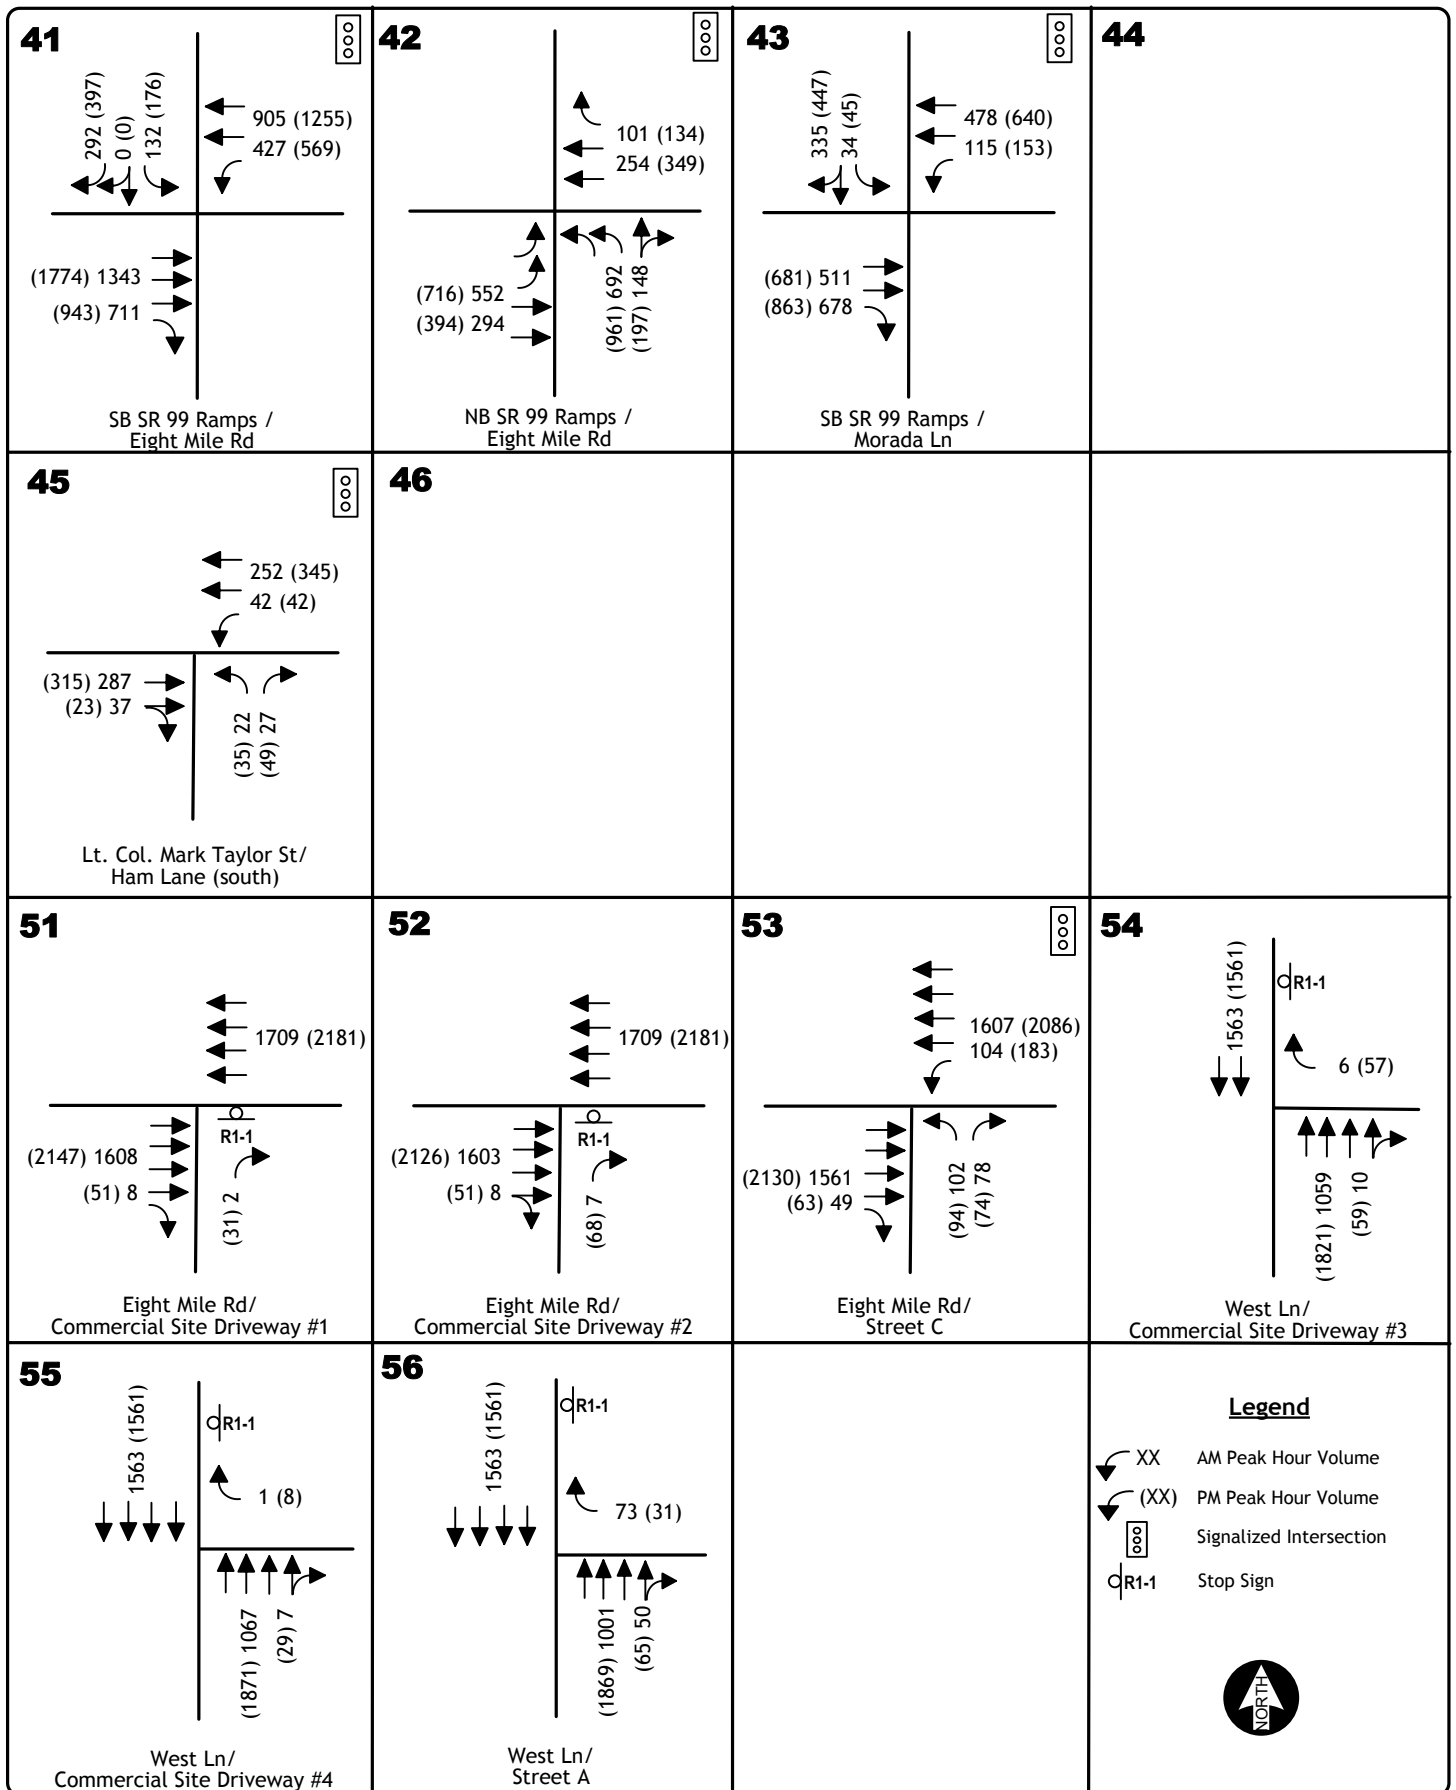 41
292 (397)
0 (0)
132 (176)
905 (1255)
427 (569)
(1774) 1343
(943) 711
SB SR 99 Ramps /
Eight Mile Rd
42
101 (134)
254 (349)
(716) 552
(394) 294
(961) 692
(197) 148
NB SR 99 Ramps /
Eight Mile Rd
43
335 (447)
34 (45)
478 (640)
115 (153)
(681) 511
(863) 678
SB SR 99 Ramps /
Morada Ln
44
45
252 (345)
42 (42)
(315) 287
(23) 37
(35) 22
(49) 27
Lt. Col. Mark Taylor St/
Ham Lane (south)
46
51
1709 (2181)
R1-1
(2147) 1608
(51) 8
(31) 2
Eight Mile Rd/
Commercial Site Driveway #1
52
1709 (2181)
R1-1
(2126) 1603
(51) 8
(68) 7
Eight Mile Rd/
Commercial Site Driveway #2
53
1607 (2086)
104 (183)
(2130) 1561
(63) 49
(94) 102
(74) 78
Eight Mile Rd/
Street C
54
1563 (1561)
R1-1
6 (57)
(1821) 1059
(59) 10
West Ln/
Commercial Site Driveway #3
55
1563 (1561)
R1-1
1 (8)
(1871) 1067
(29) 7
West Ln/
Commercial Site Driveway #4
56
1563 (1561)
R1-1
73 (31)
(1869) 1001
(65) 50
West Ln/
Street A
Legend
XX AM Peak Hour Volume
(XX) PM Peak Hour Volume
Signalized Intersection
R1-1 Stop Sign
NORTH